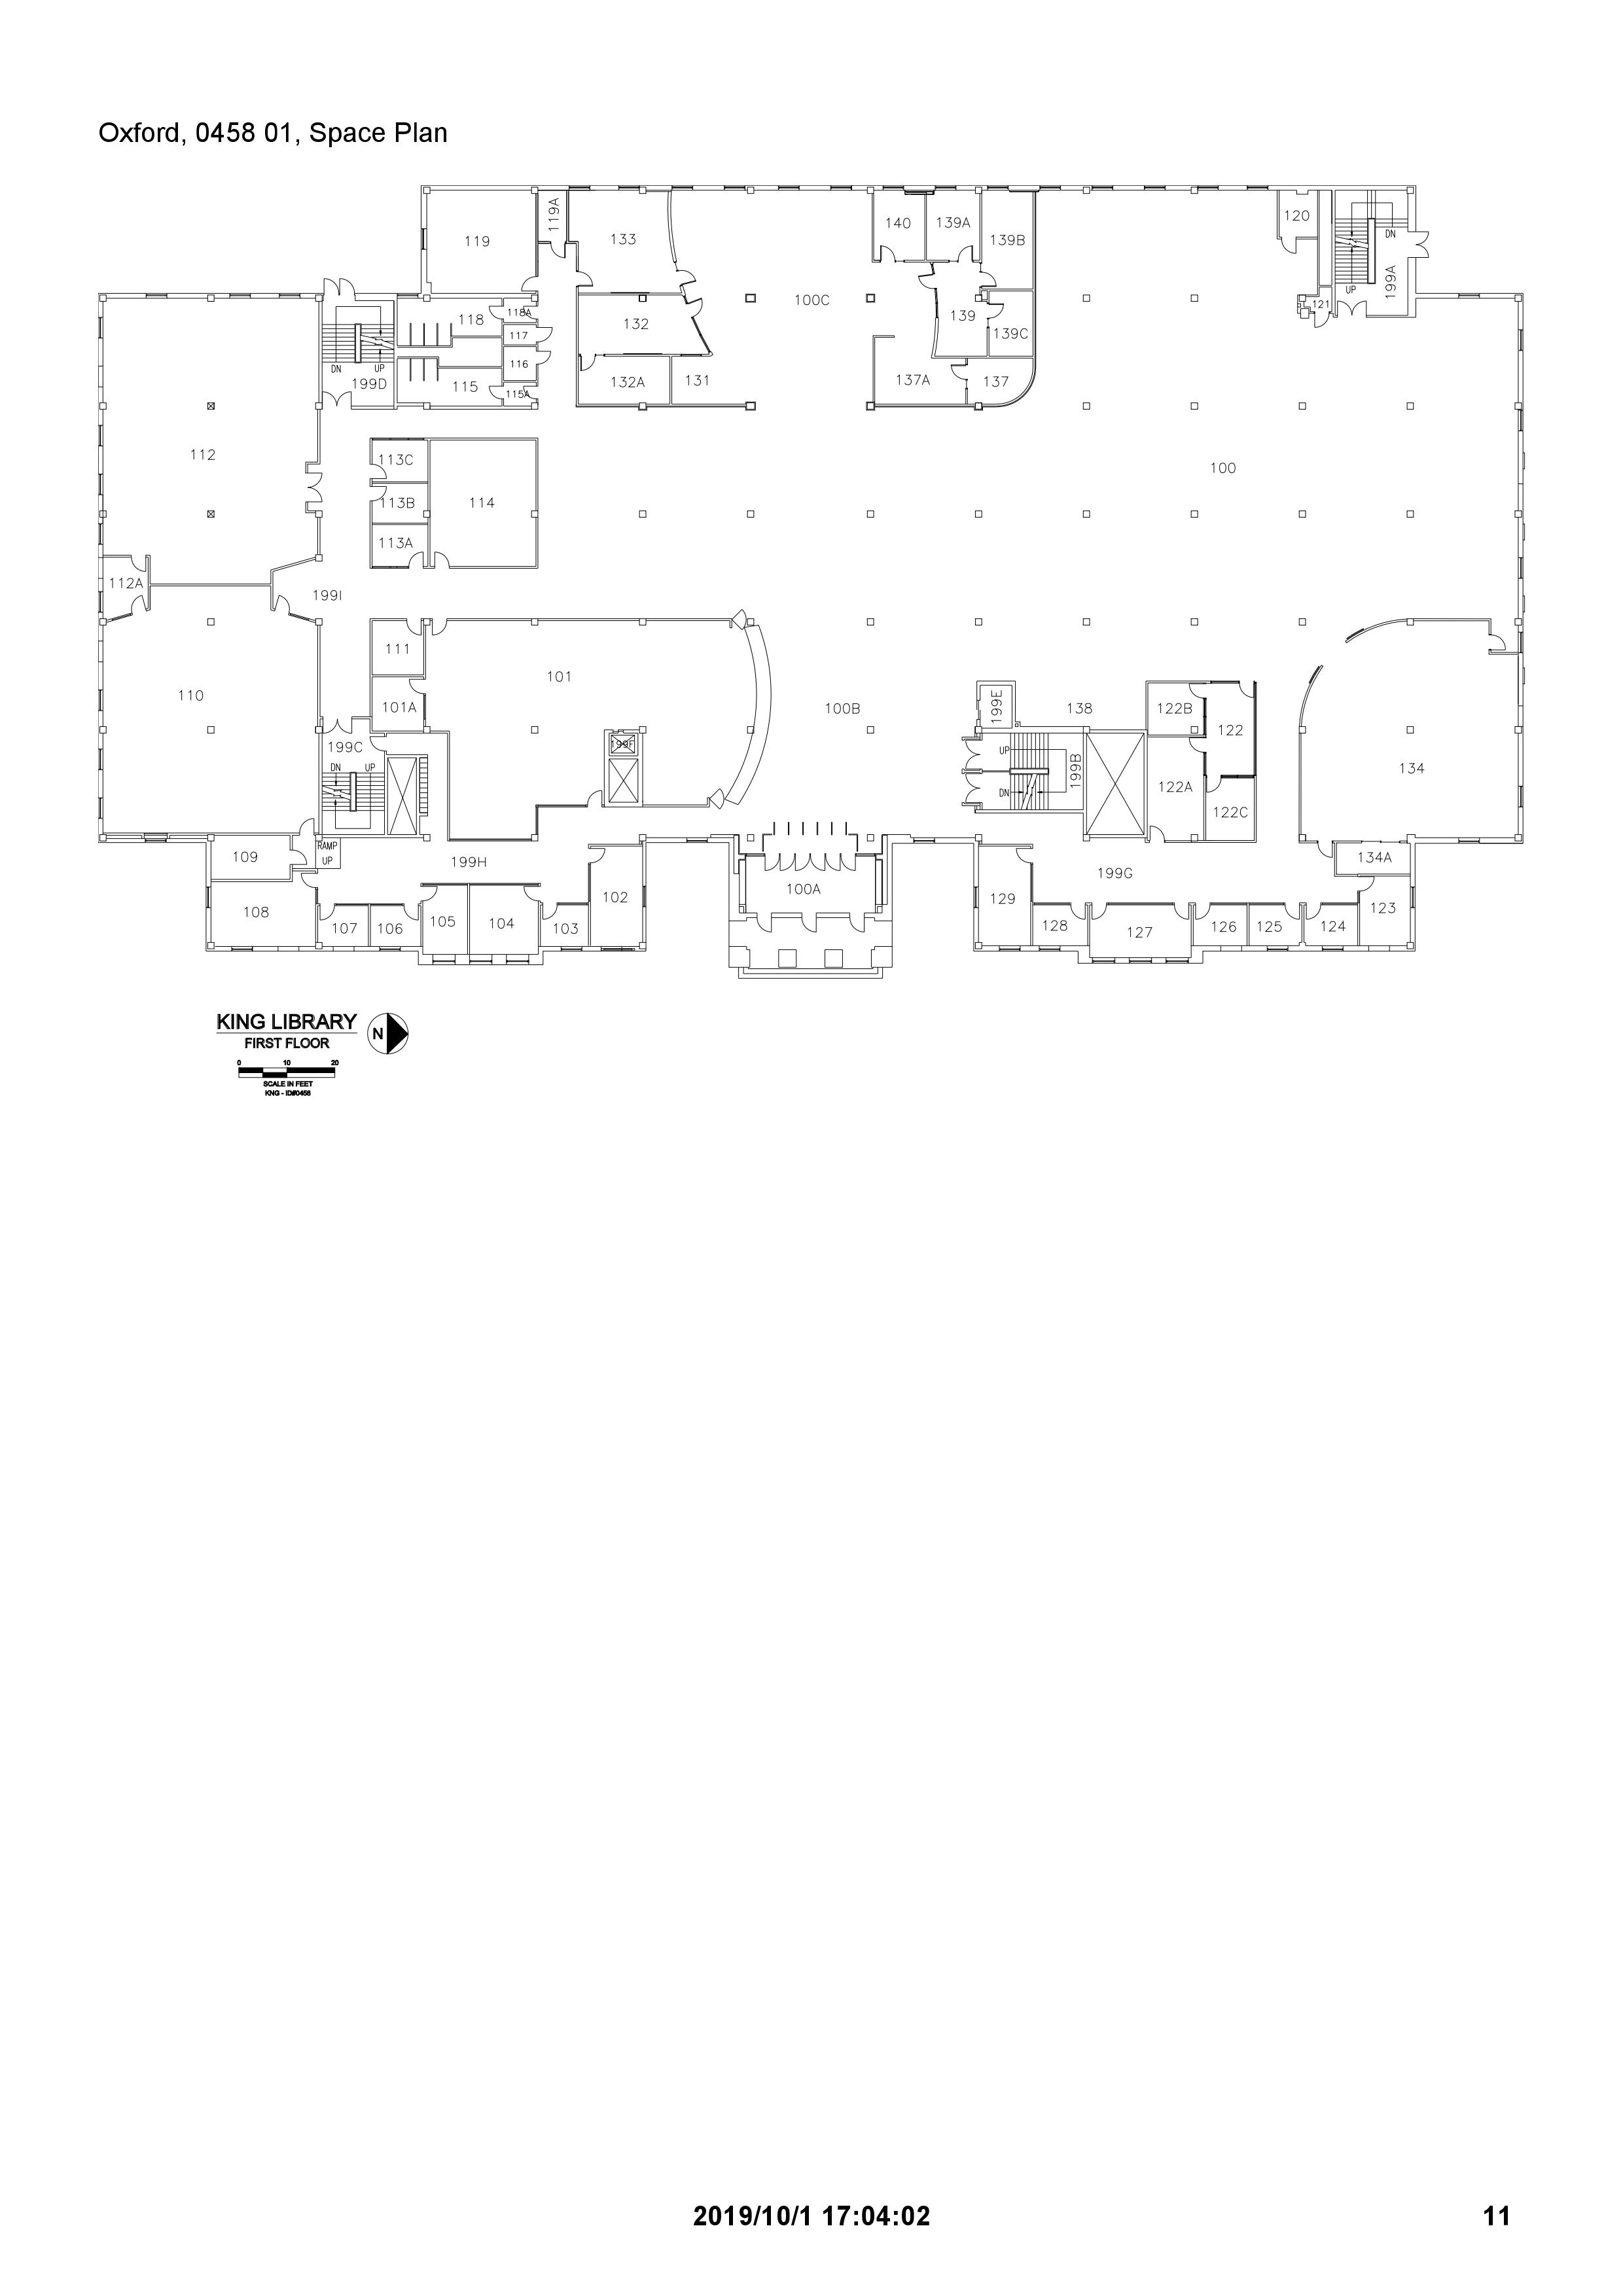 Oxford, 0458 01, Space Plan
119
119A
133
140
139A
139B
120
DN
199A
UP
100C
118
118A
117
132
139
139C
121
116
DN
UP
199D
115
115A
132A
131
137A
137
112
113C
113B
114
113A
100
112A
199I
111
101
110
101A
100B
199E
138
122B
122
199C
199F
UP
199B
DN
134
DN
UP
122A
122C
109
RAMP
UP
199H
100A
199G
134A
108
107
106
105
104
103
102
129
128
127
126
125
124
123
KING LIBRARY
FIRST FLOOR
N
0 10 20
SCALE IN FEET
KNG - ID#0458
2019/10/1 17:04:02
11